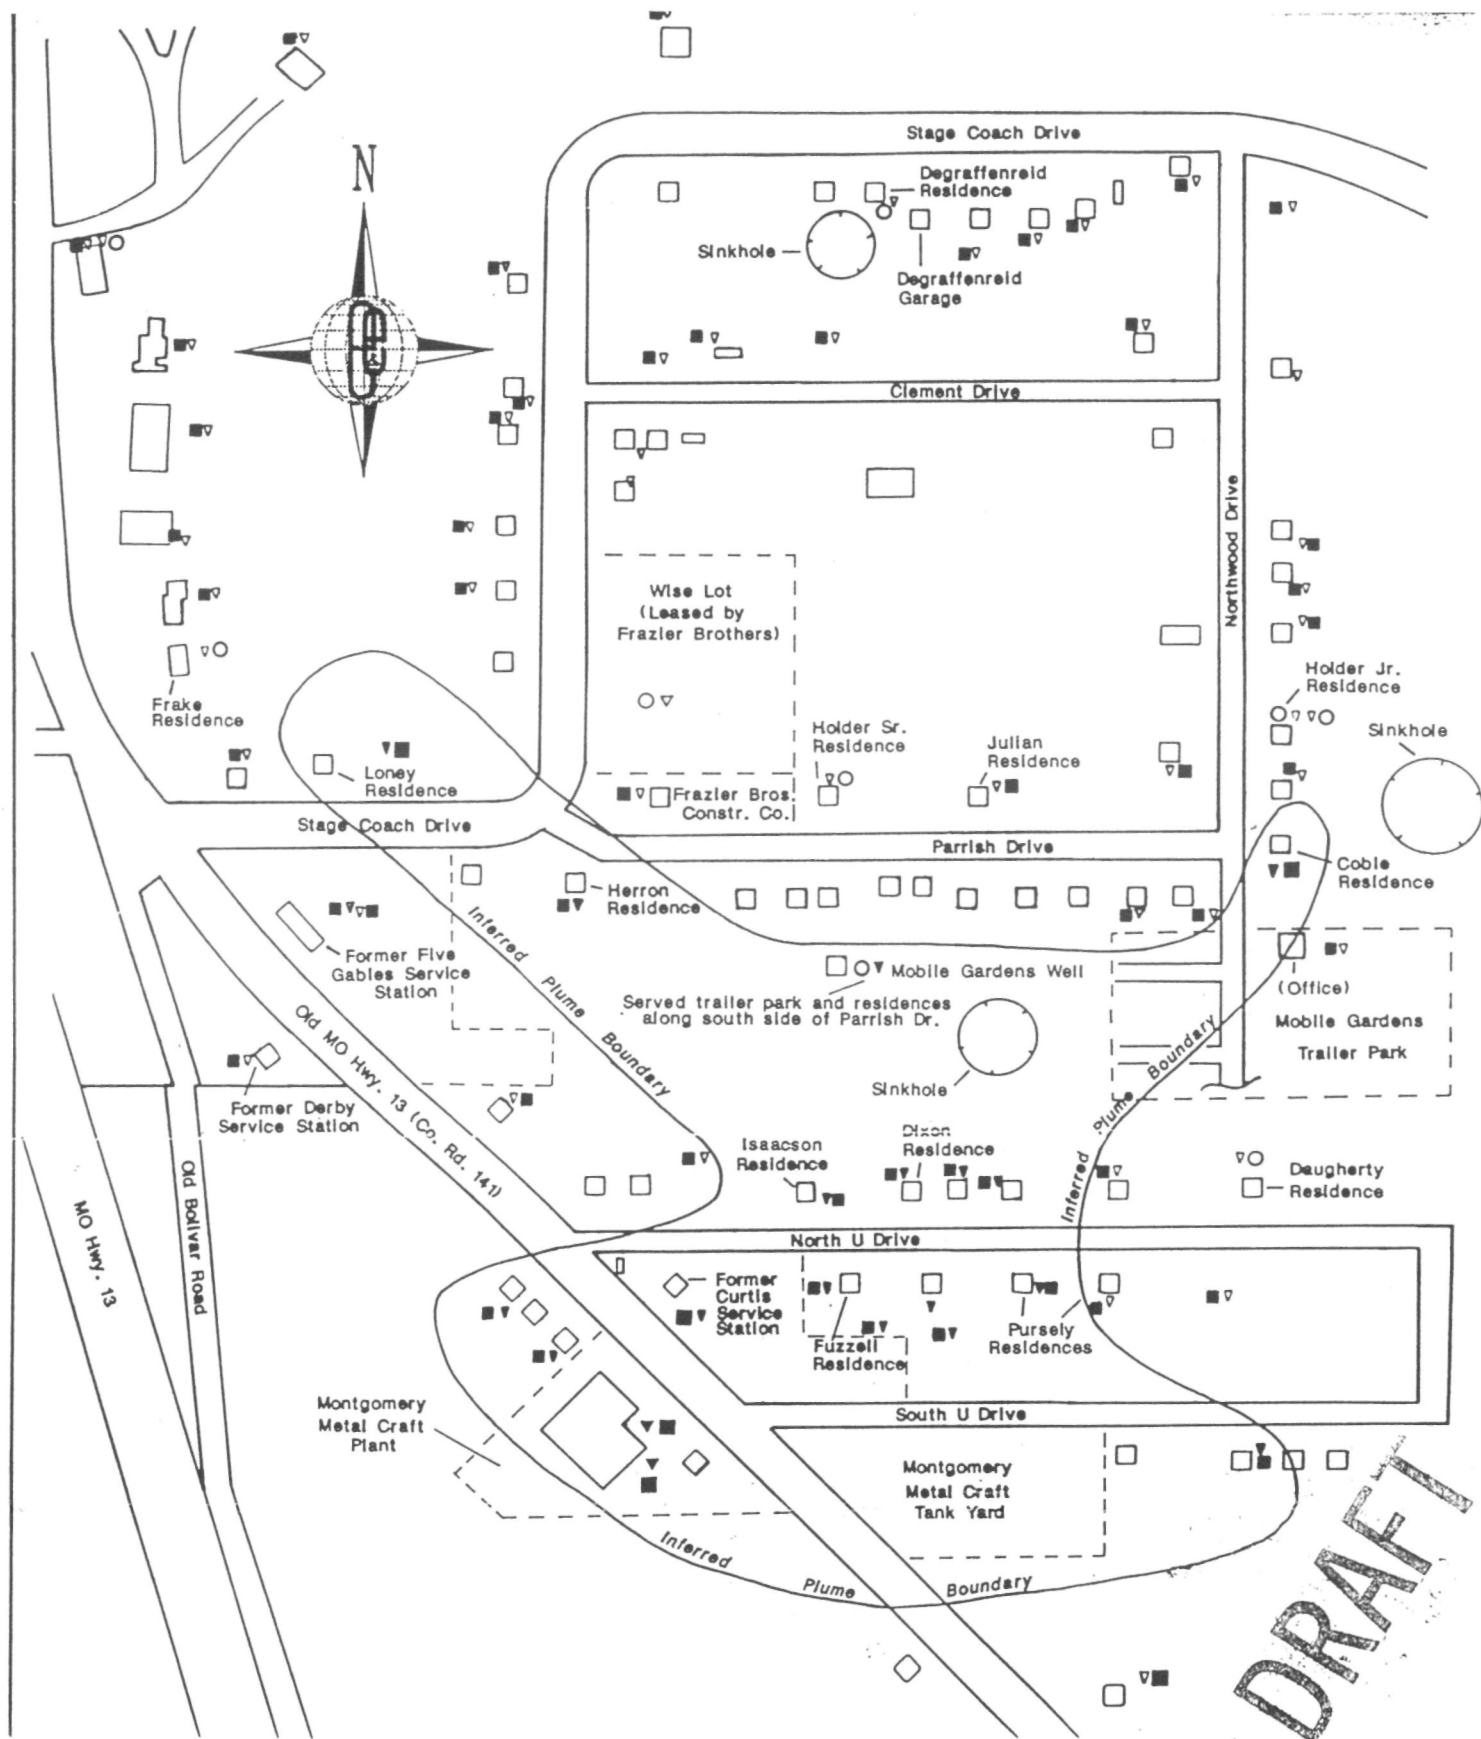 Stage Coach Drive
N
Degraffenreid
Residence
Sinkhole
Degraffenreid
Garage
Clement Drive
Northwood Drive
Wise Lot
(Leased by
Frazier Brothers)
Frake
Residence
Holder Jr.
Residence
Sinkhole
Holder Sr.
Residence
Julian
Residence
Loney
Residence
Frazier Bros.
Constr. Co.
Stage Coach Drive
Parrish Drive
Coble
Residence
Herron
Residence
Inferred Plume Boundary
Former Five
Gables Service
Station
Mobile Gardens Well
Served trailer park and residences
along south side of Parrish Dr.
(Office)
Mobile Gardens
Trailer Park
Sinkhole
Old MO Hwy. 13 (Co. Rd. 141)
Former Derby
Service Station
Inferred Plume Boundary
Isaacson
Residence
Dixon
Residence
Daugherty
Residence
Old Bolivar Road
MO Hwy. 13
North U Drive
Former
Curtis
Service
Station
Fuzzell
Residence
Pursely
Residences
Montgomery
Metal Craft
Plant
South U Drive
Montgomery
Metal Craft
Tank Yard
Inferred Plume Boundary
DRAFT